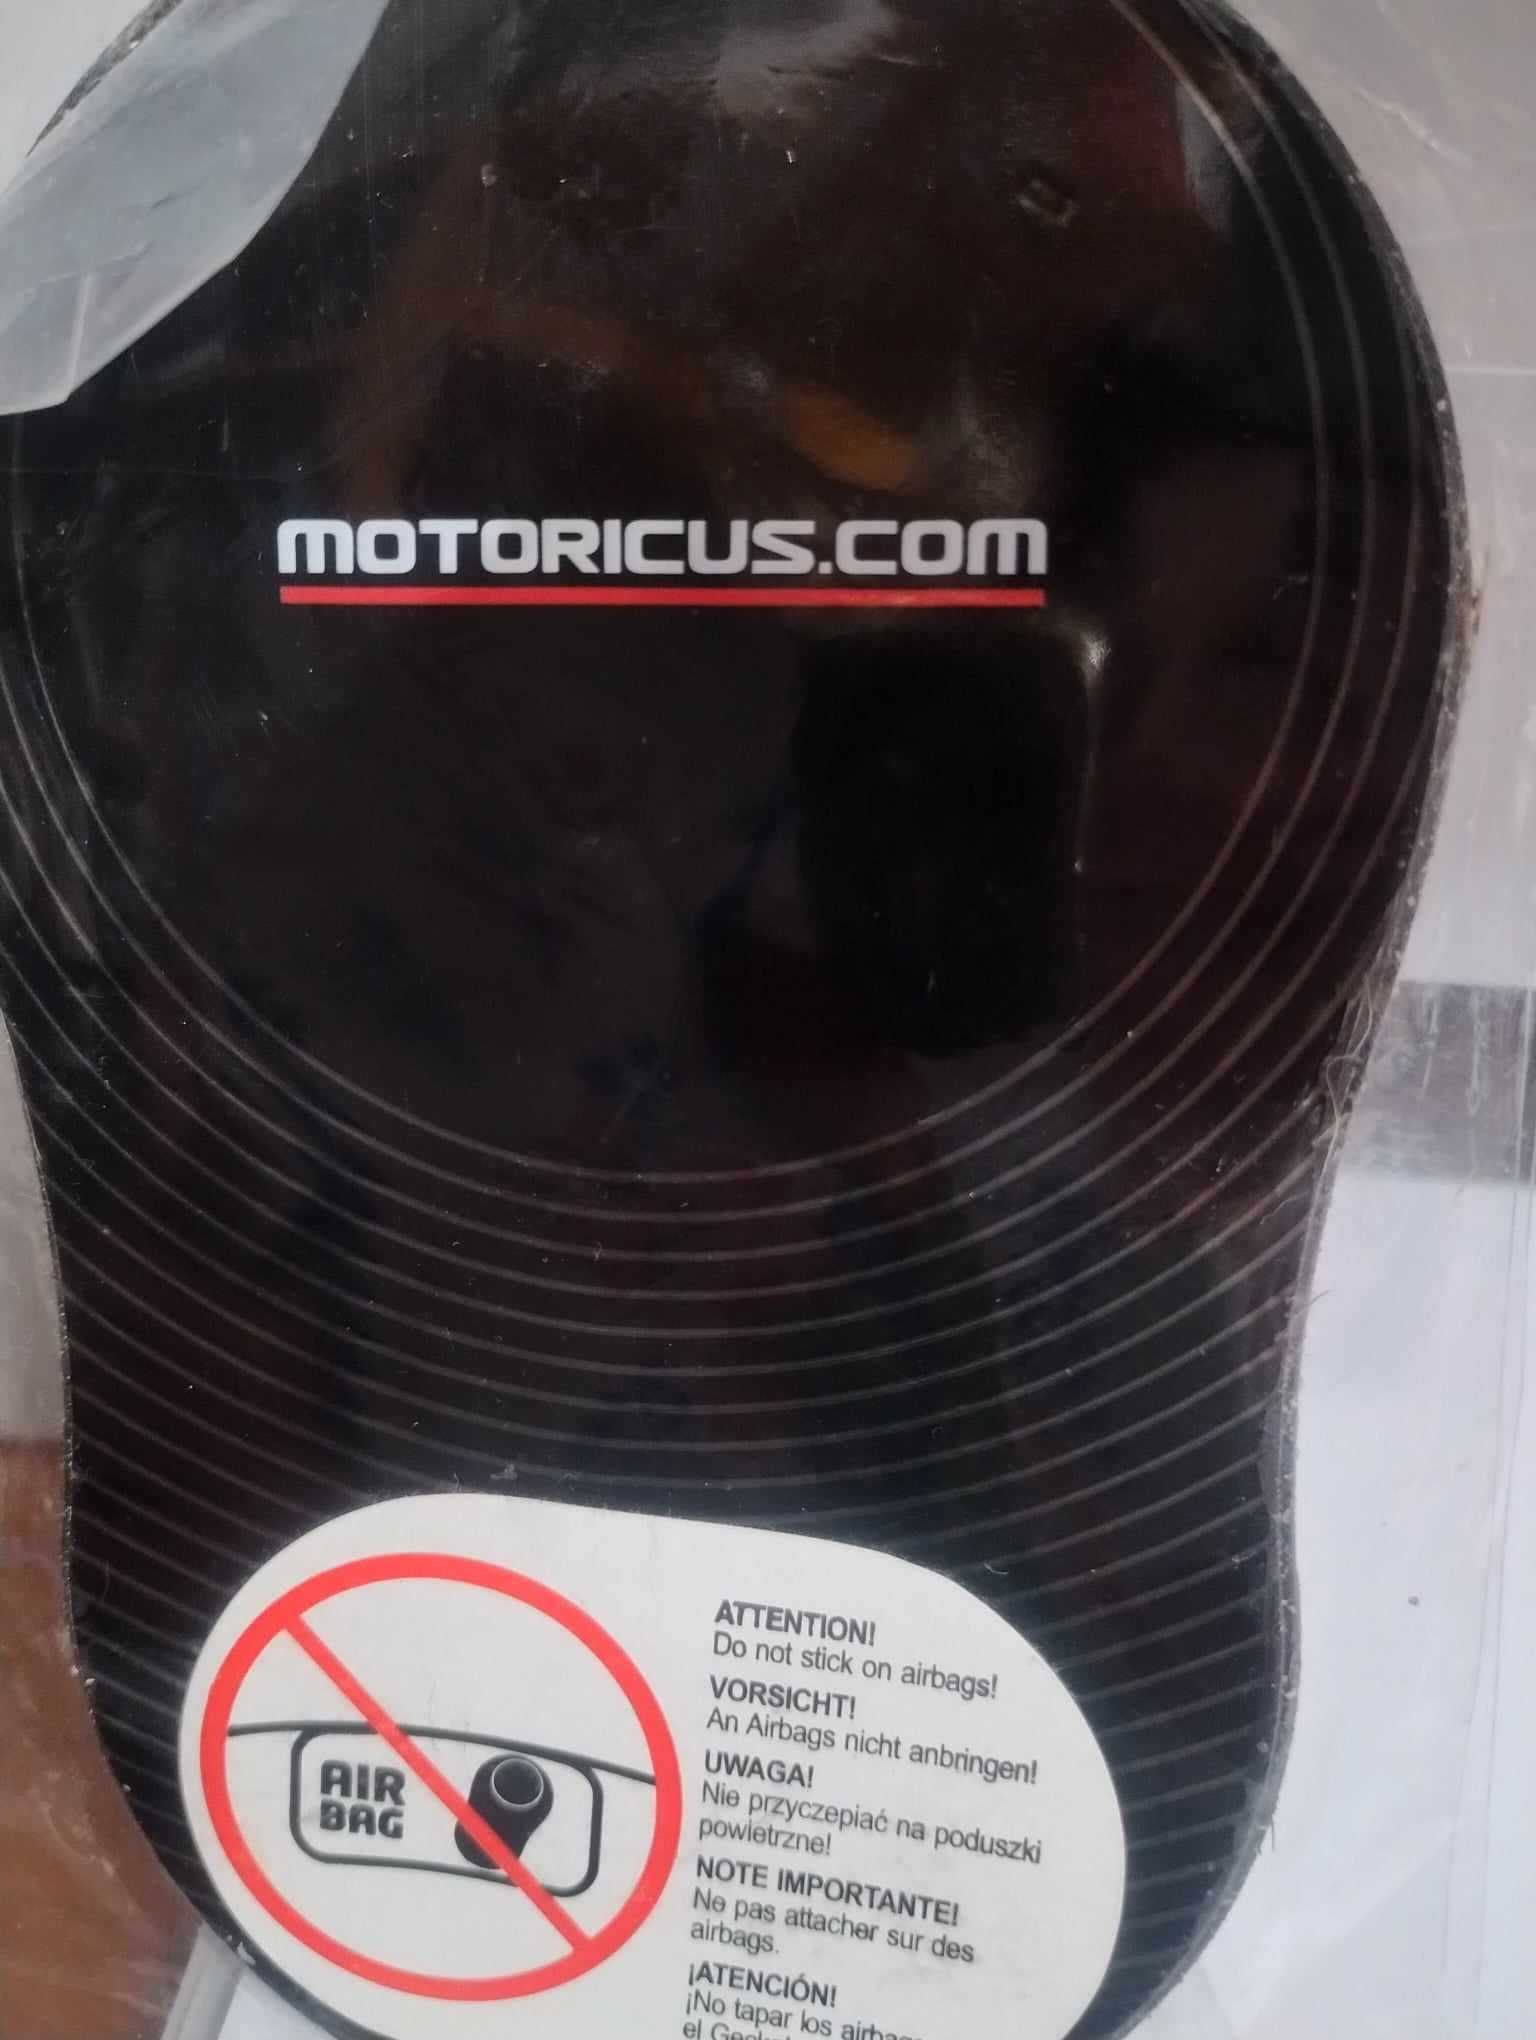 MOTORICUS.COM
ATTENTION!
Do not stick on airbags!
VORSICHT!
An Airbags nicht anbringen!
UWAGA!
Nie przyczepiać na poduszki
powietrzne!
NOTE IMPORTANTE!
Ne pas attacher sur des
airbags.
¡ATENCIÓN!
¡No tapar los
el
AIR
BAG